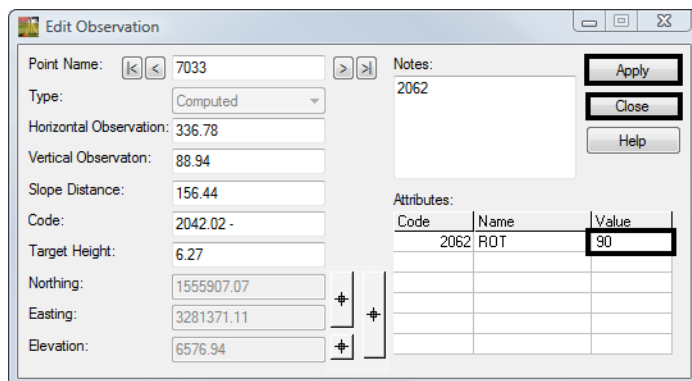 Edit Observation
Point Name: |< < 7033 > >|
Type: Computed
Horizontal Observation: 336.78
Vertical Observaton: 88.94
Slope Distance: 156.44
Code: 2042.02 -
Target Height: 6.27
Northing: 1555907.07
Easting: 3281371.11
Elevation: 6576.94
Notes:
2062
Apply
Close
Help
Attributes:
Code Name Value
2062 ROT 90